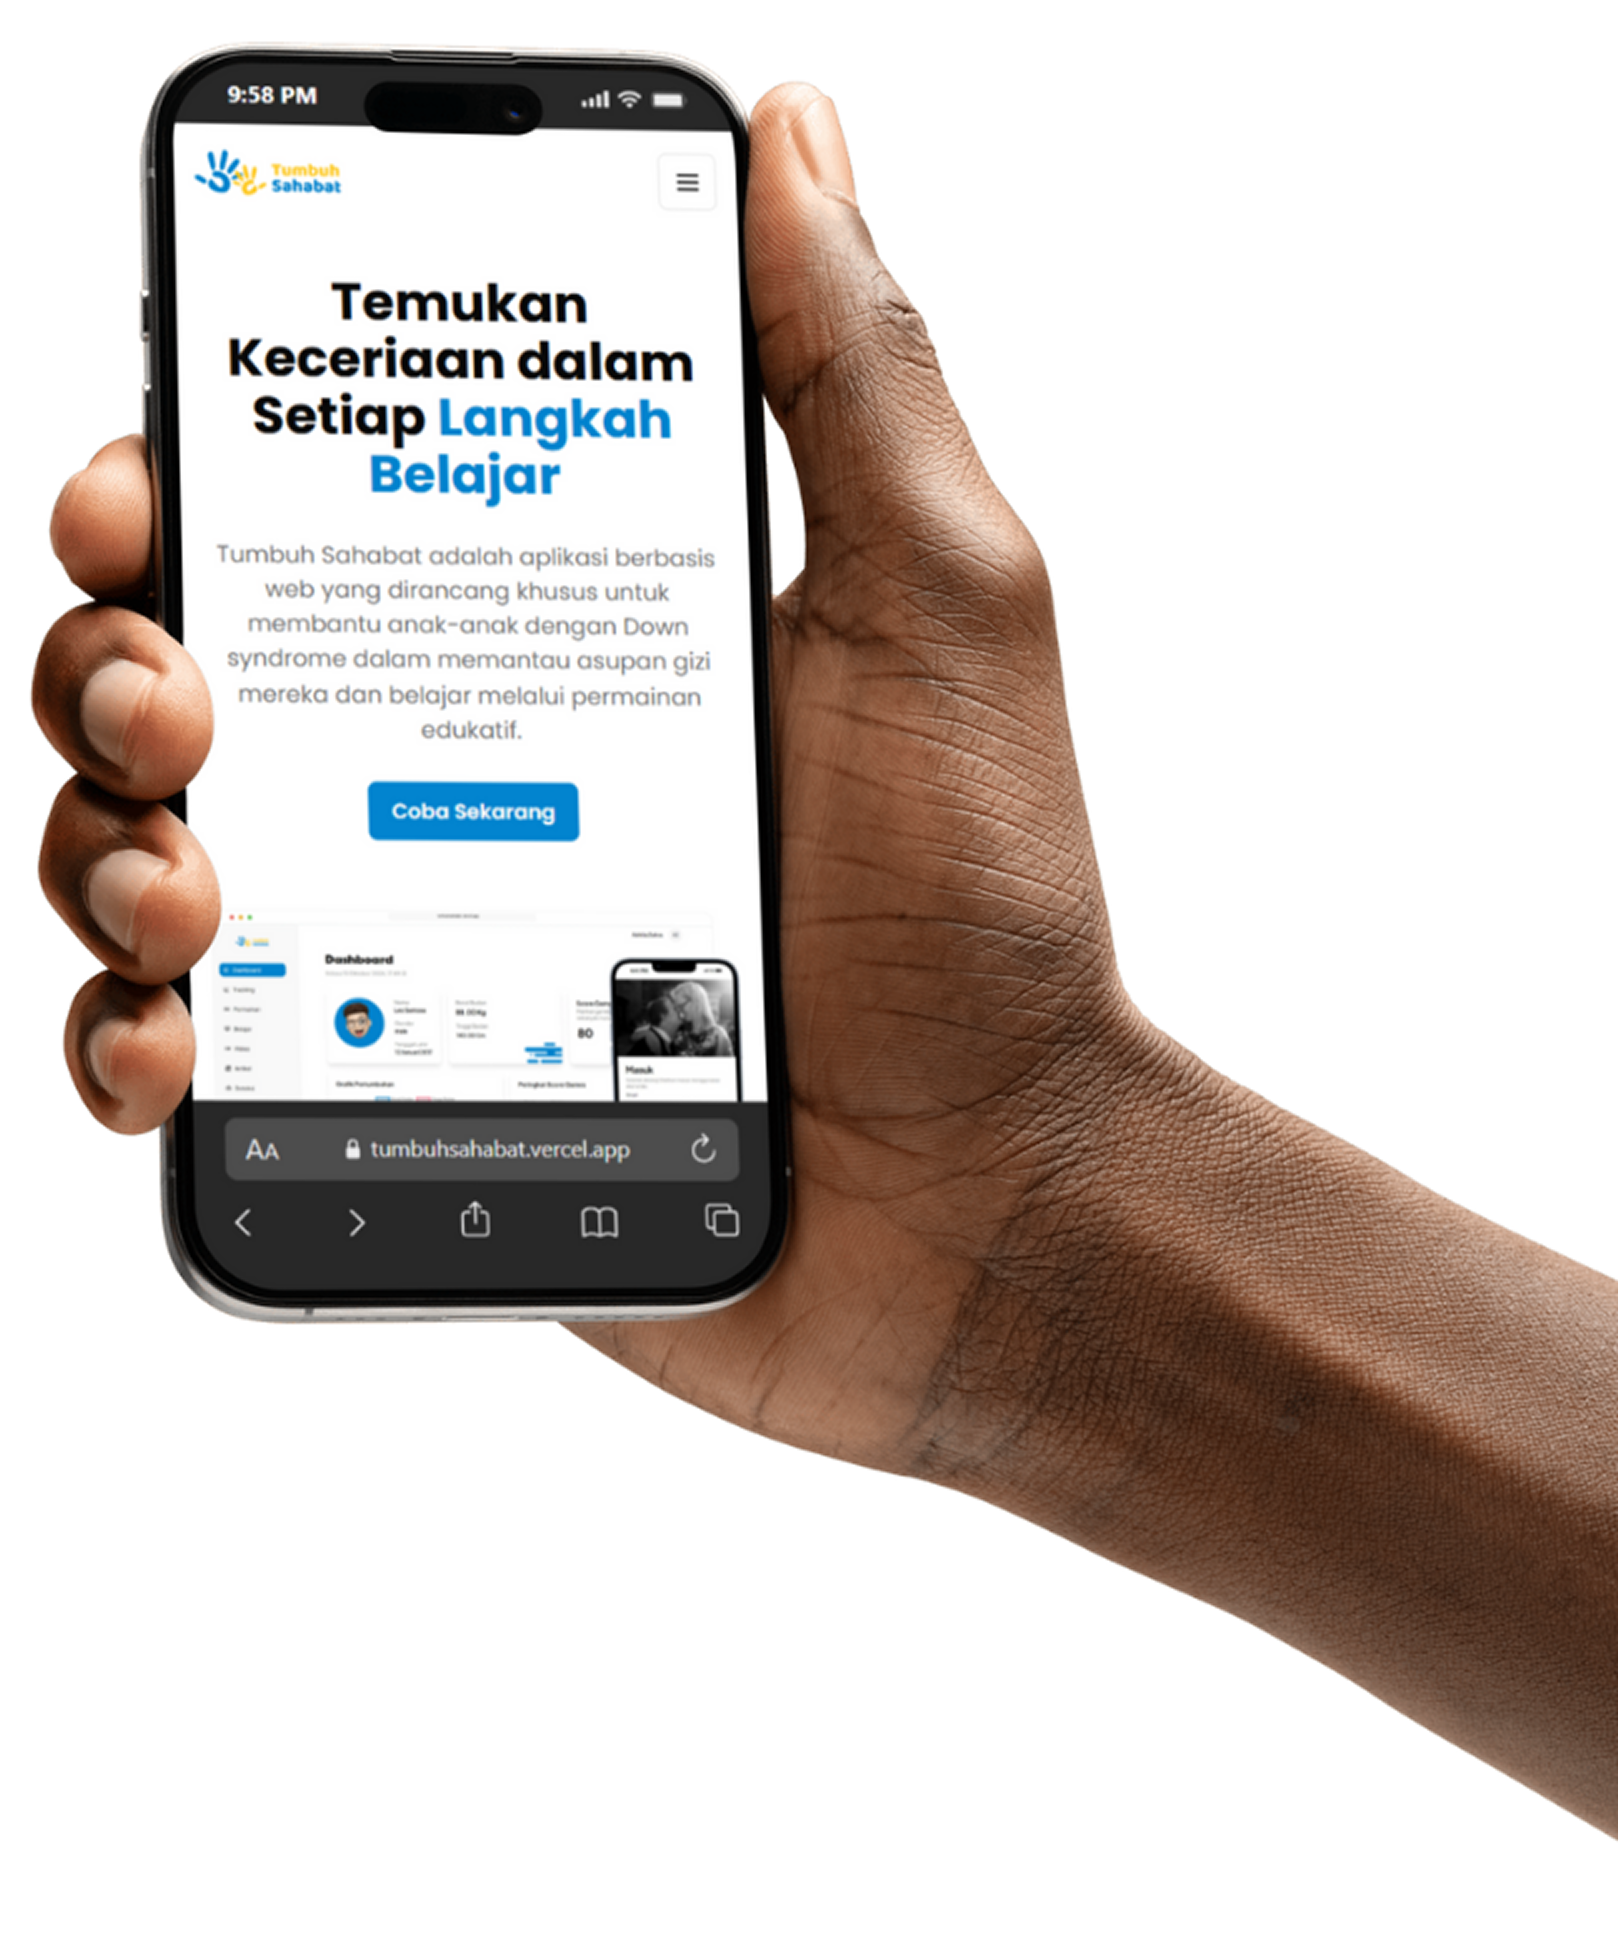 9:58 PM
Tumbuh
Sahabat
Temukan
Keceriaan dalam
Setiap Langkah
Belajar
Tumbuh Sahabat adalah aplikasi berbasis
web yang dirancang khusus untuk
membantu anak-anak dengan Down
syndrome dalam memantau asupan gizi
mereka dan belajar melalui permainan
edukatif.
Coba Sekarang
Dashboard
Dashboard
80
Masuk
AA tumbuhsahabat.vercel.app